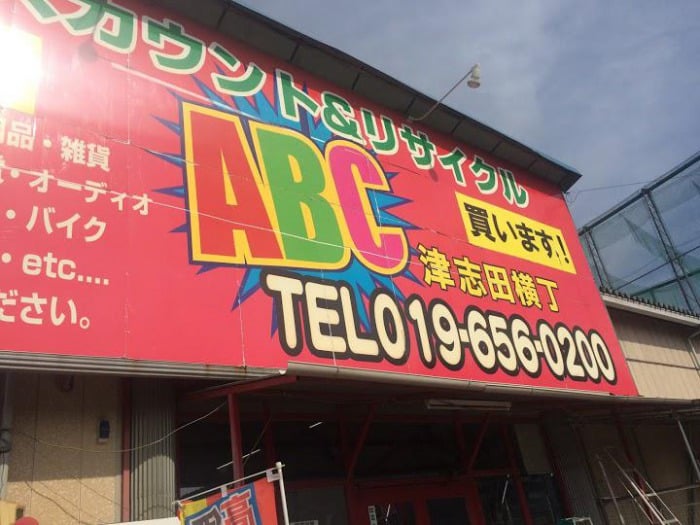 スカウント&リサイクル
用品・雑貨
・オーディオ
・バイク
・etc....
ださい。
ABC
買います!
津志田横丁
TEL019-656-0200
高